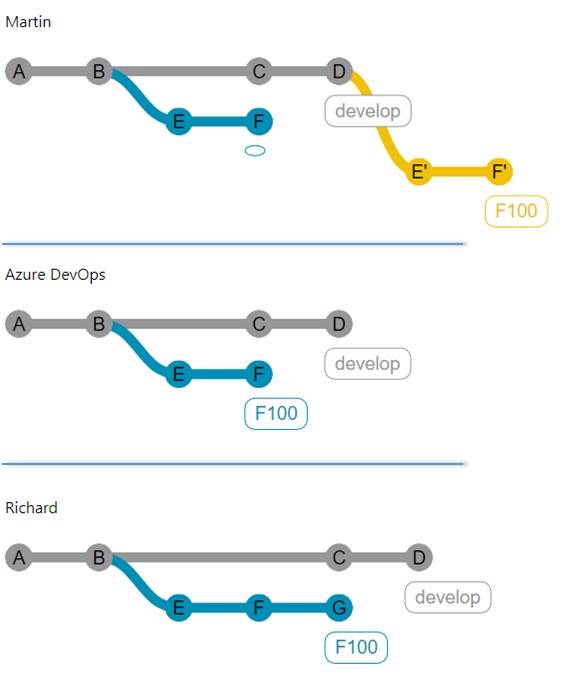 Martin
A B C D
develop
E F
E' F'
F100
Azure DevOps
A B C D
develop
E F
F100
Richard
A B C D
develop
E F G
F100